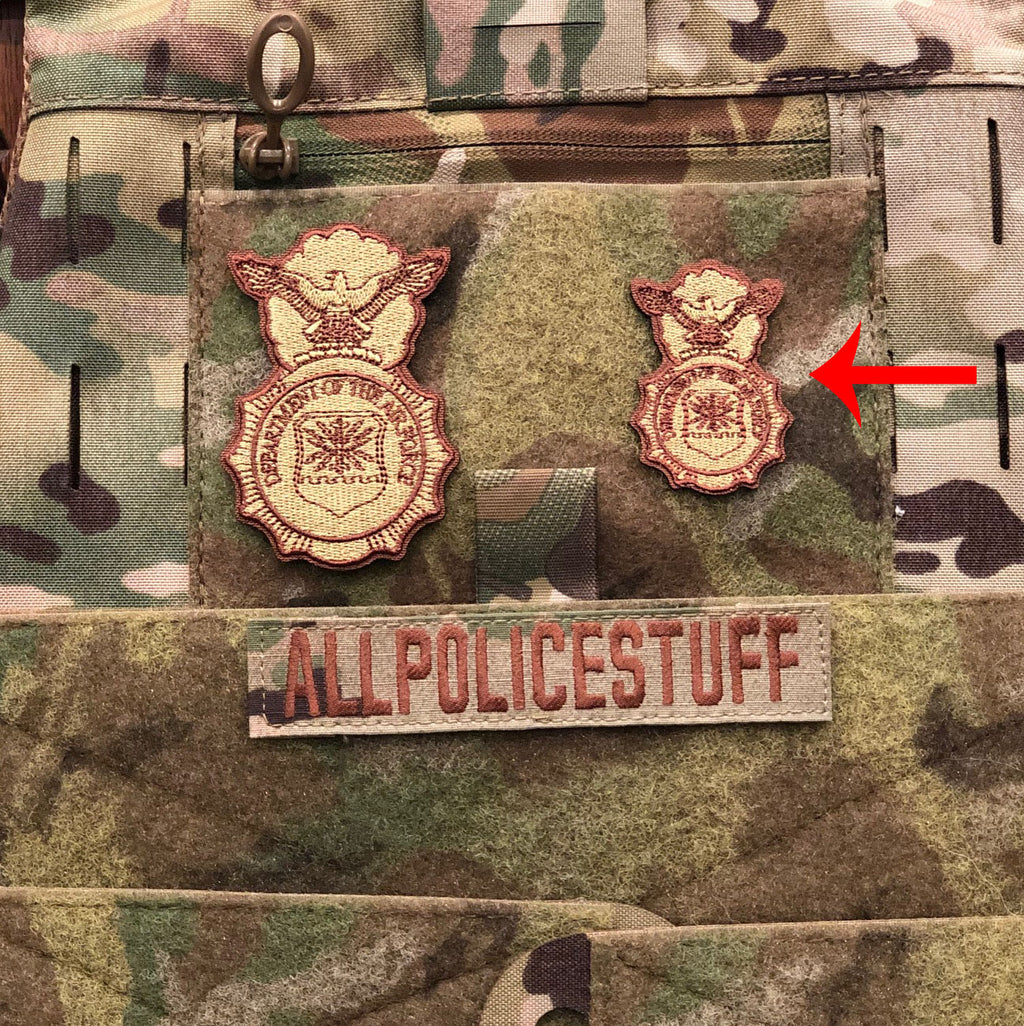 DEPARTMENT OF THE AIR FORCE
ALLPOLICESTUFF